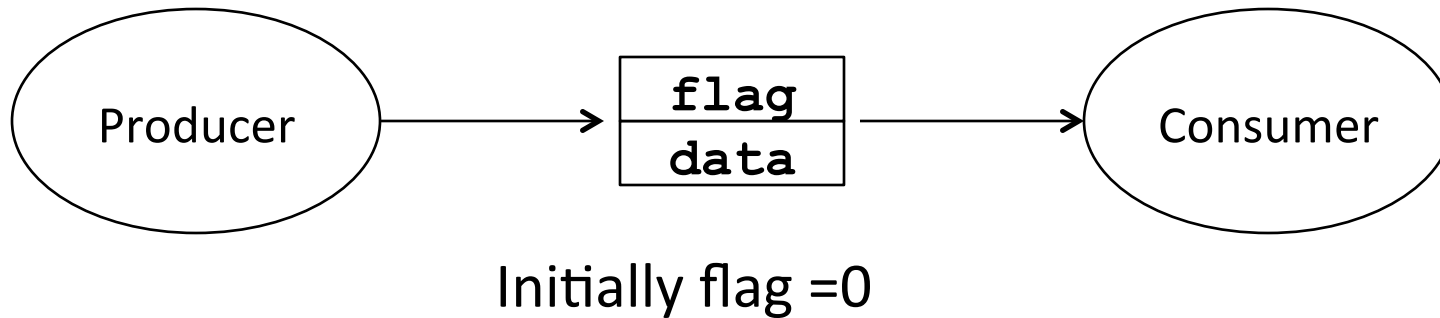 Producer
flag
data
Consumer
Initially flag =0